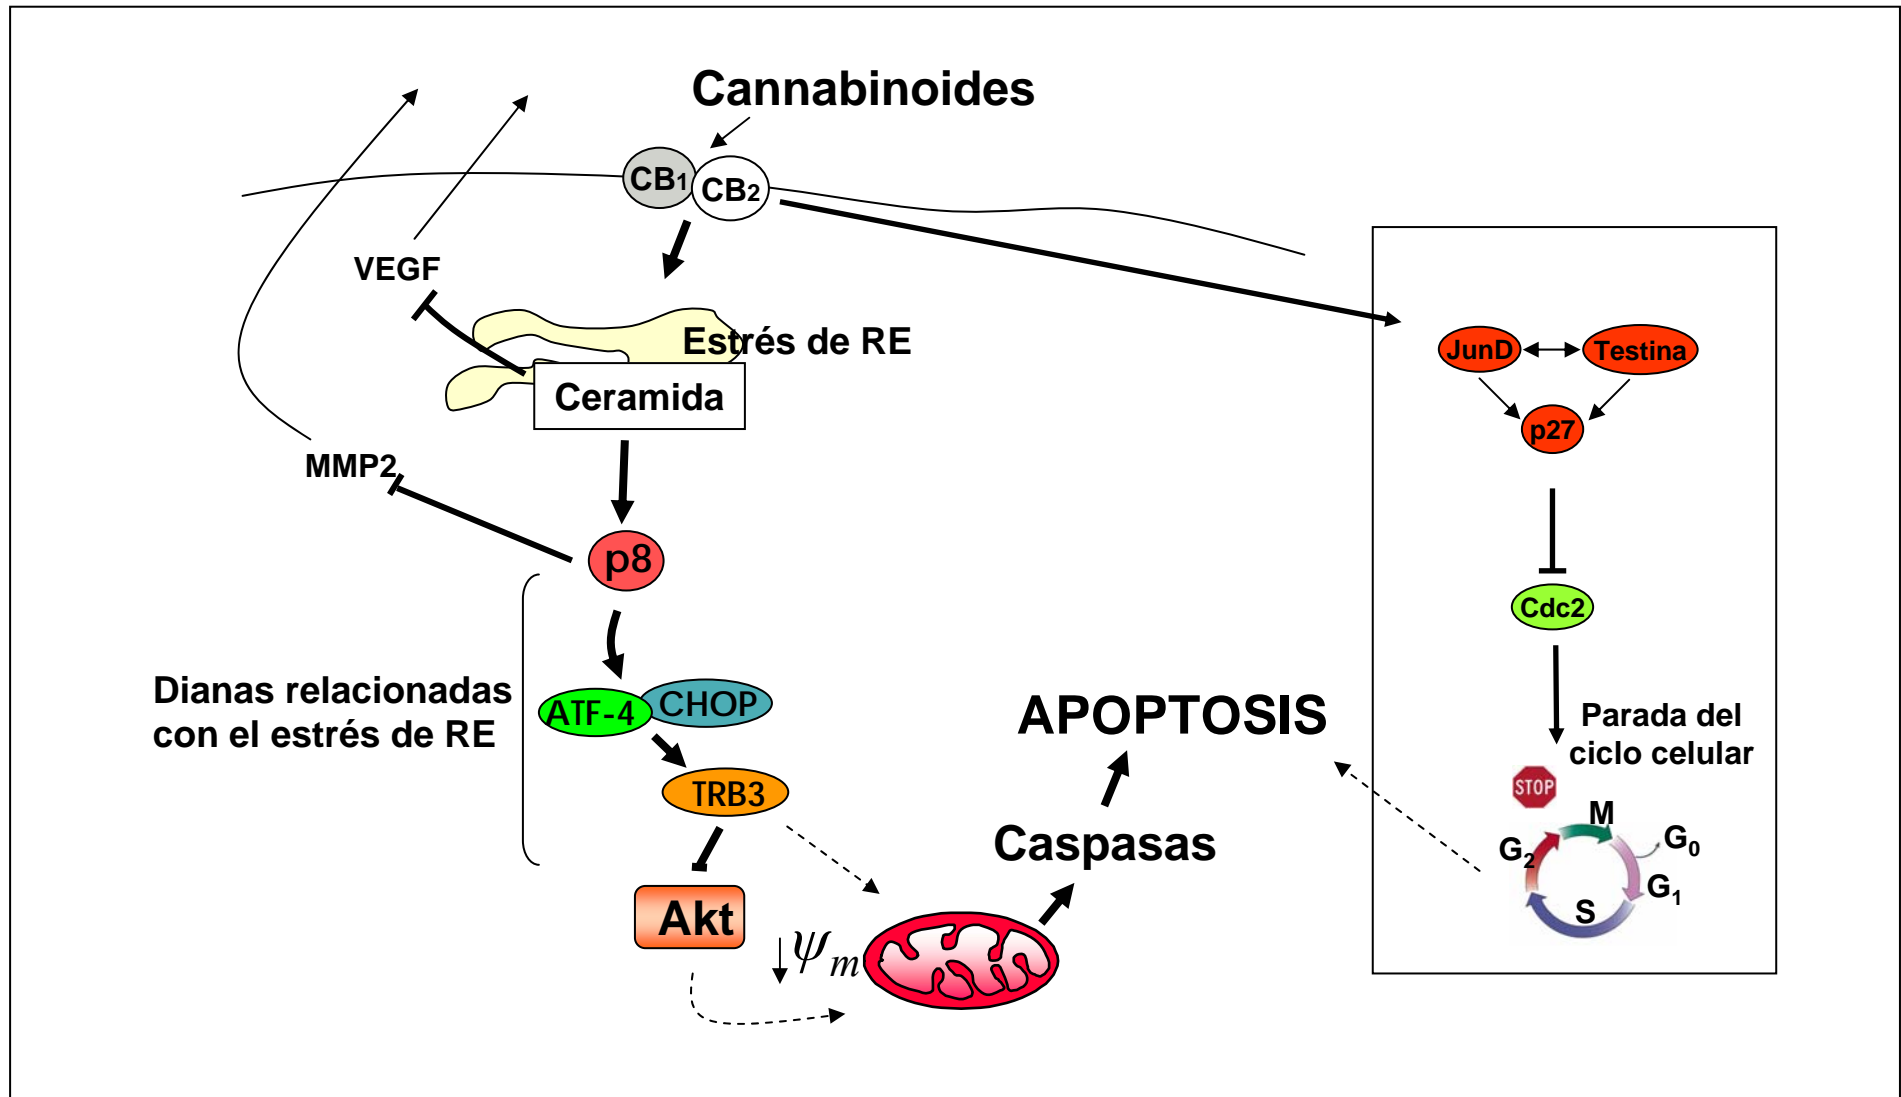 Cannabinoides
CB1
CB2
VEGF
Estrés de RE
Ceramida
MMP2
p8
Dianas relacionadas
con el estrés de RE
ATF-4
CHOP
TRB3
Akt
↓ψm
APOPTOSIS
Caspasas
JunD
Testina
p27
Cdc2
Parada del
ciclo celular
STOP
M
G2
G0
G1
S